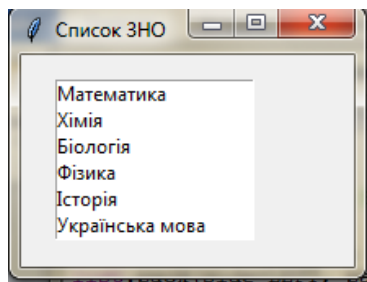 Список ЗНО
Математика
Хімія
Біологія
Фізика
Історія
Українська мова